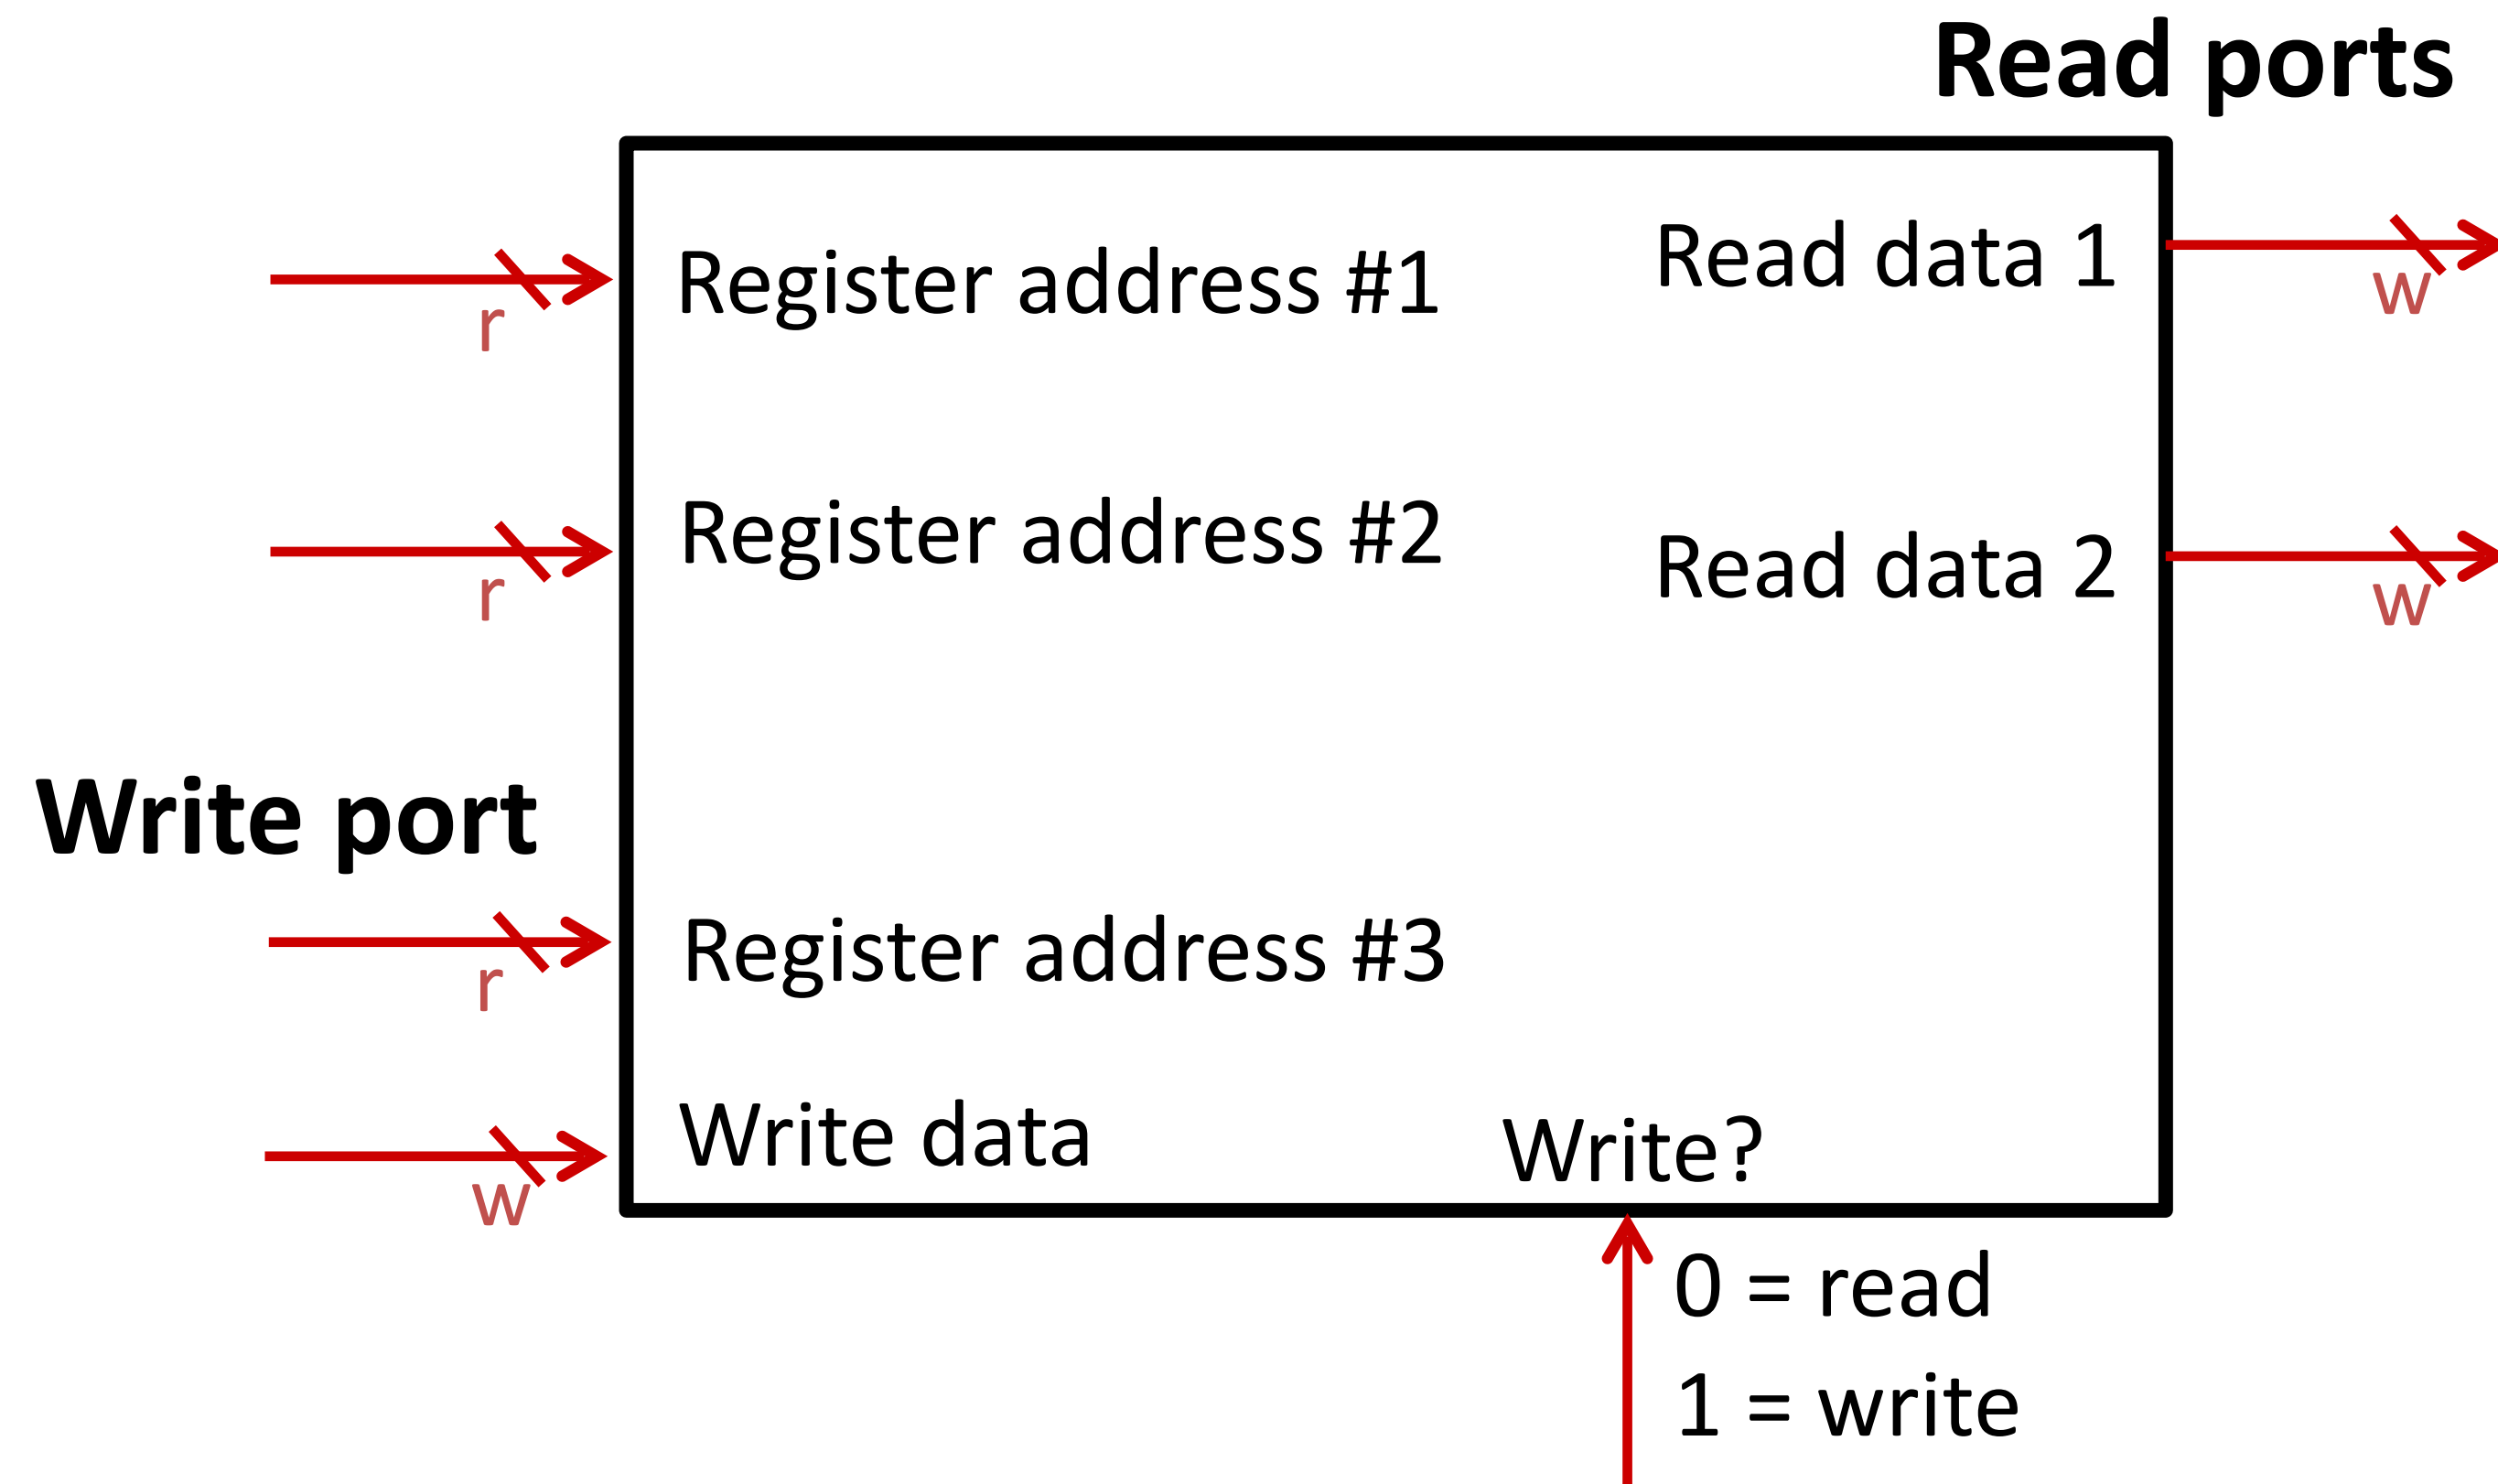 Read ports
Register address #1
Read data 1
r
w
Register address #2
Read data 2
r
w
Write port
Register address #3
r
Write data
Write?
w
0 = read
1 = write